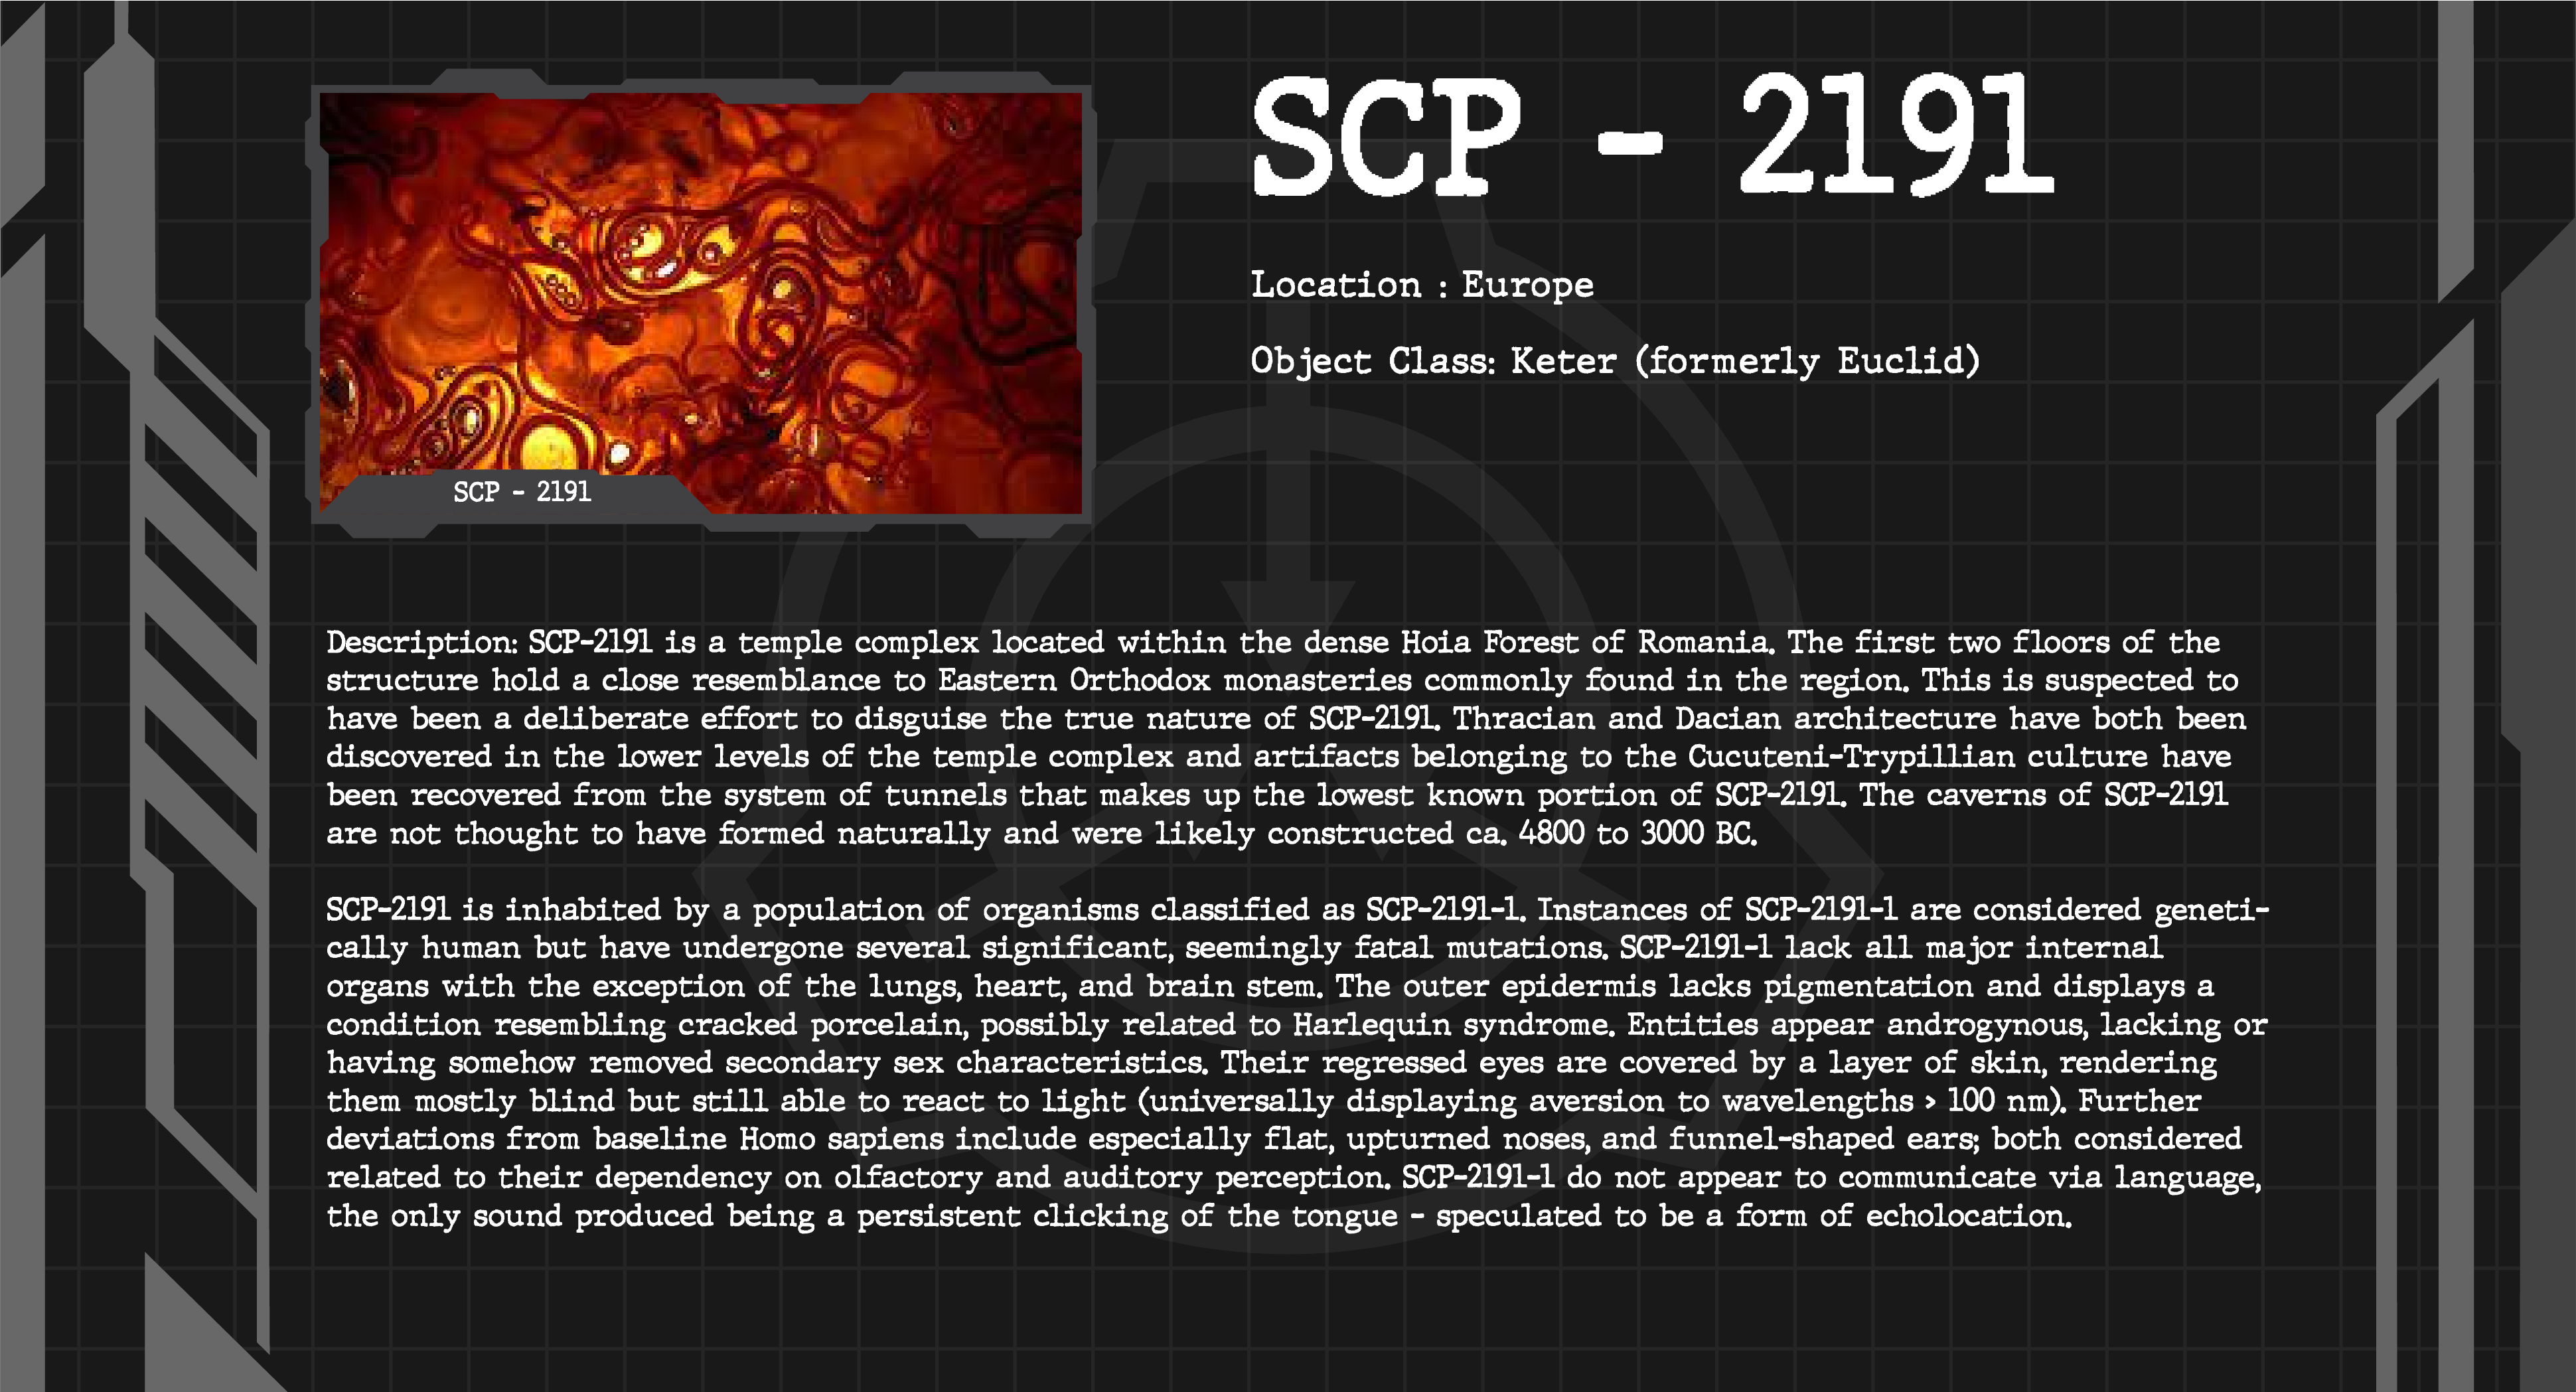 SCP - 2191
Location : Europe
Object Class: Keter (formerly Euclid)
SCP - 2191
Description: SCP-2191 is a temple complex located within the dense Hoia Forest of Romania. The first two floors of the
structure hold a close resemblance to Eastern Orthodox monasteries commonly found in the region. This is suspected to
have been a deliberate effort to disguise the true nature of SCP-2191. Thracian and Dacian architecture have both been
discovered in the lower levels of the temple complex and artifacts belonging to the Cucuteni-Trypillian culture have
been recovered from the system of tunnels that makes up the lowest known portion of SCP-2191. The caverns of SCP-2191
are not thought to have formed naturally and were likely constructed ca. 4800 to 3000 BC.
SCP-2191 is inhabited by a population of organisms classified as SCP-2191-1. Instances of SCP-2191-1 are considered geneti-
cally human but have undergone several significant, seemingly fatal mutations. SCP-2191-1 lack all major internal
organs with the exception of the lungs, heart, and brain stem. The outer epidermis lacks pigmentation and displays a
condition resembling cracked porcelain, possibly related to Harlequin syndrome. Entities appear androgynous, lacking or
having somehow removed secondary sex characteristics. Their regressed eyes are covered by a layer of skin, rendering
them mostly blind but still able to react to light (universally displaying aversion to wavelengths > 100 nm). Further
deviations from baseline Homo sapiens include especially flat, upturned noses, and funnel-shaped ears; both considered
related to their dependency on olfactory and auditory perception. SCP-2191-1 do not appear to communicate via language,
the only sound produced being a persistent clicking of the tongue - speculated to be a form of echolocation.